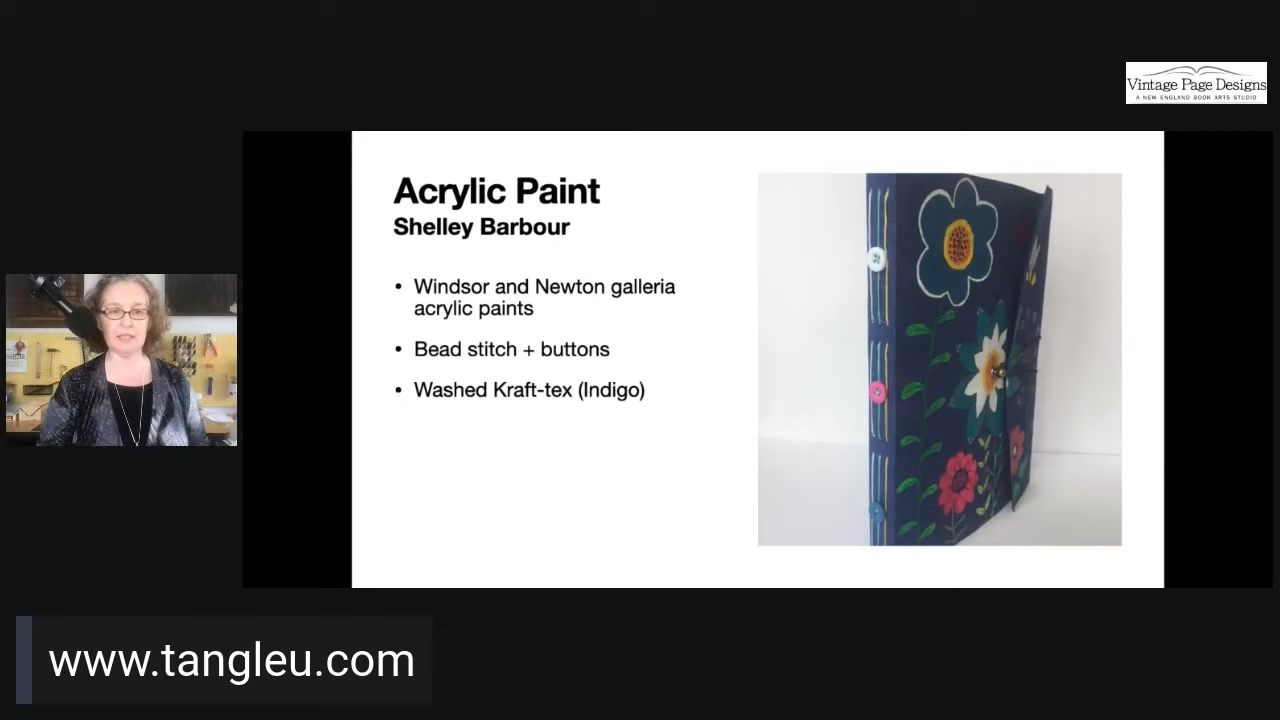 Vintage Page Designs
A NEW ENGLAND BOOK ARTS STUDIO
Acrylic Paint
Shelley Barbour
• Windsor and Newton galleria
acrylic paints
• Bead stitch + buttons
• Washed Kraft-tex (Indigo)
www.tangleu.com